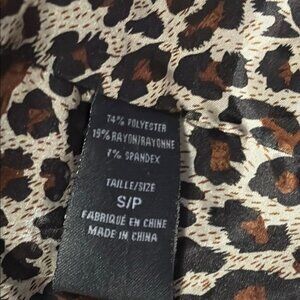 74% POLYESTER
19% RAYON/RAYONNE
7% SPANDEX
TAILLE/SIZE
S/P
FABRIQUÉ EN CHINE
MADE IN CHINA